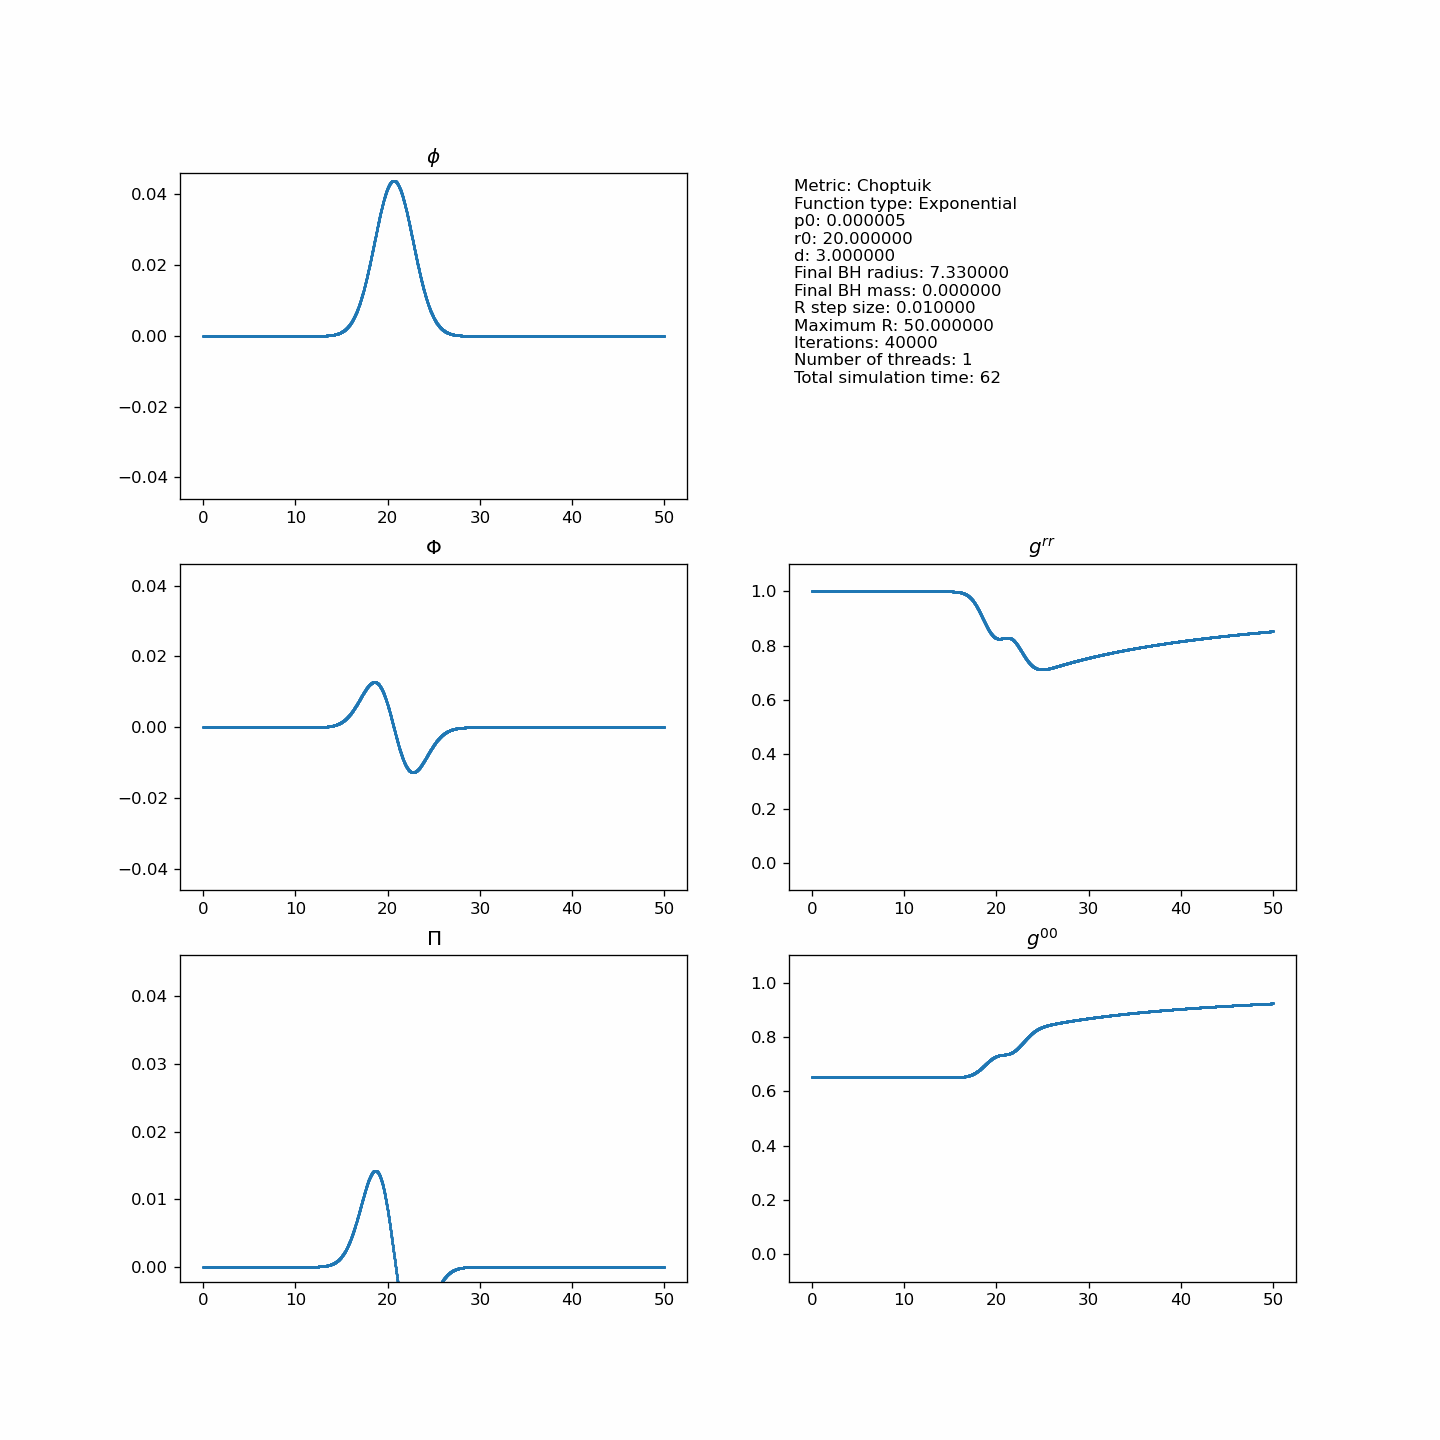 ϕ
0.04
0.02
0.00
−0.02
−0.04
0 10 20 30 40 50
Metric: Choptuik
Function type: Exponential
p0: 0.000005
r0: 20.000000
d: 3.000000
Final BH radius: 7.330000
Final BH mass: 0.000000
R step size: 0.010000
Maximum R: 50.000000
Iterations: 40000
Number of threads: 1
Total simulation time: 62
Φ
0.04
0.02
0.00
−0.02
−0.04
0 10 20 30 40 50
g^{rr}
1.0
0.8
0.6
0.4
0.2
0.0
0 10 20 30 40 50
Π
0.04
0.03
0.02
0.01
0.00
0 10 20 30 40 50
g^{00}
1.0
0.8
0.6
0.4
0.2
0.0
0 10 20 30 40 50